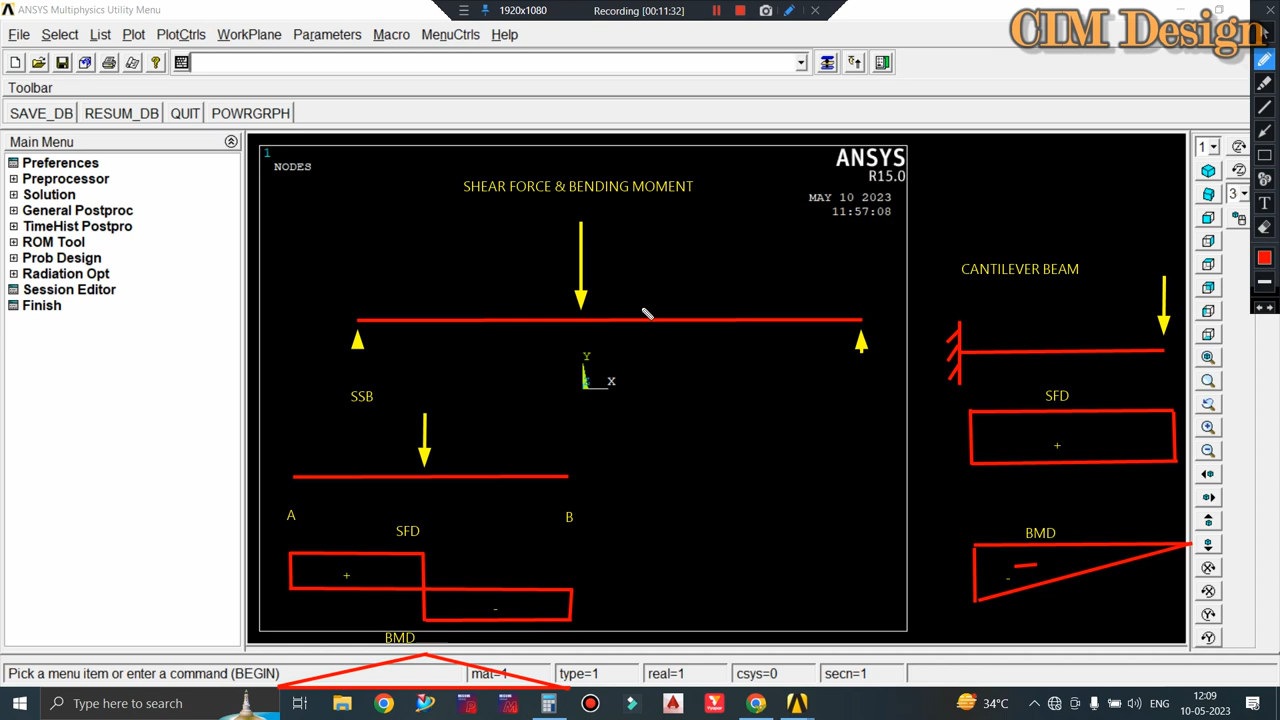 ANSYS Multiphysics Utility Menu
1920x1080
Recording [00:11:32]
CIM Design
File Select List Plot PlotCtrls WorkPlane Parameters Macro MenuCtrls Help
Toolbar
SAVE_DB RESUM_DB QUIT POWRGRPH
Main Menu
Preferences
Preprocessor
Solution
General Postproc
TimeHist Postpro
ROM Tool
Prob Design
Radiation Opt
Session Editor
Finish
1
NODES
ANSYS
R15.0
MAY 10 2023
11:57:08
SHEAR FORCE & BENDING MOMENT
Y
X
SSB
A
B
SFD
+
-
BMD
CANTILEVER BEAM
SFD
+
BMD
-
1
3
Pick a menu item or enter a command (BEGIN)
mat=1
type=1
real=1
csys=0
secn=1
Type here to search
34°C
ENG
12:09
10-05-2023